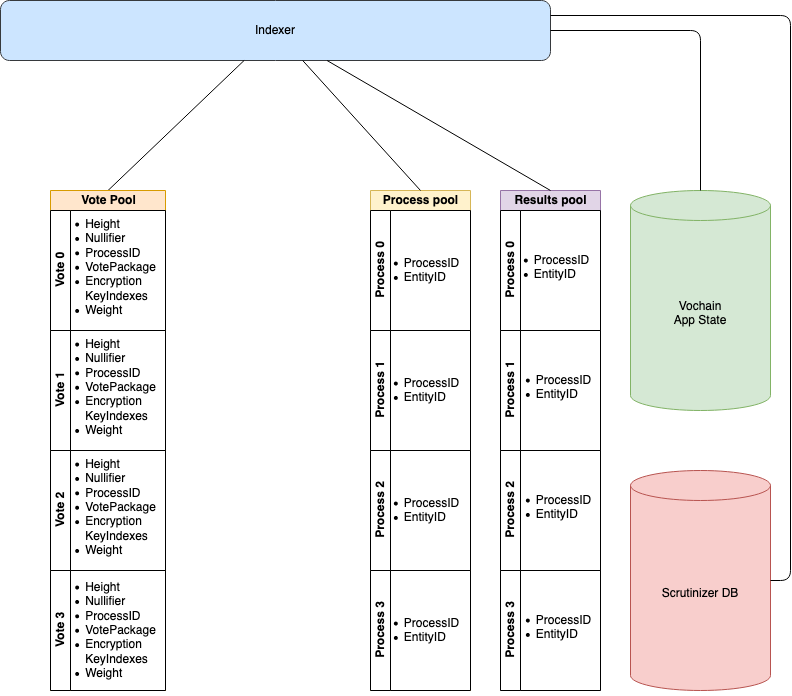 Indexer
Vote Pool
Vote 0
Height
Nullifier
ProcessID
VotePackage
Encryption
KeyIndexes
Weight
Vote 1
Height
Nullifier
ProcessID
VotePackage
Encryption
KeyIndexes
Weight
Vote 2
Height
Nullifier
ProcessID
VotePackage
Encryption
KeyIndexes
Weight
Vote 3
Height
Nullifier
ProcessID
VotePackage
Encryption
KeyIndexes
Weight
Process pool
Process 0
ProcessID
EntityID
Process 1
ProcessID
EntityID
Process 2
ProcessID
EntityID
Process 3
ProcessID
EntityID
Results pool
Process 0
ProcessID
EntityID
Process 1
ProcessID
EntityID
Process 2
ProcessID
EntityID
Process 3
ProcessID
EntityID
Vochain
App State
Scrutinizer DB